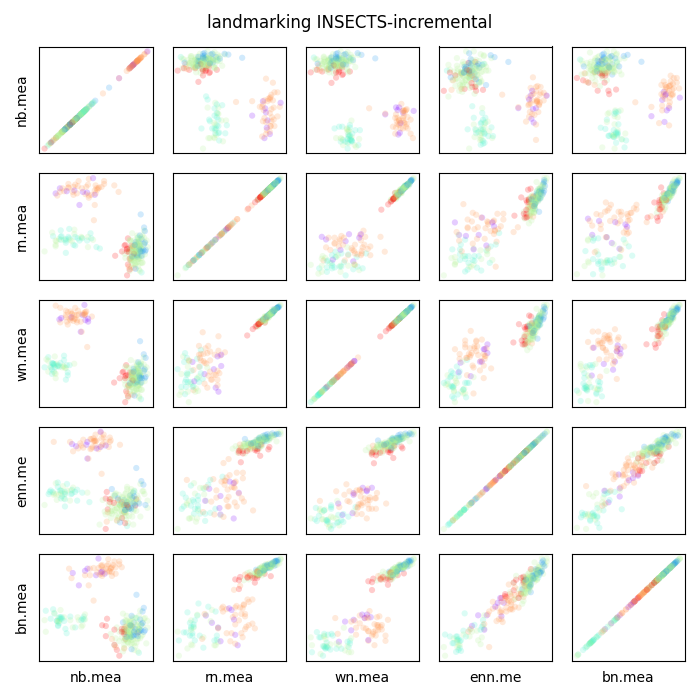 landmarking INSECTS-incremental
nb.mea
rn.mea
wn.mea
enn.me
bn.mea
nb.mea rn.mea wn.mea enn.me bn.mea